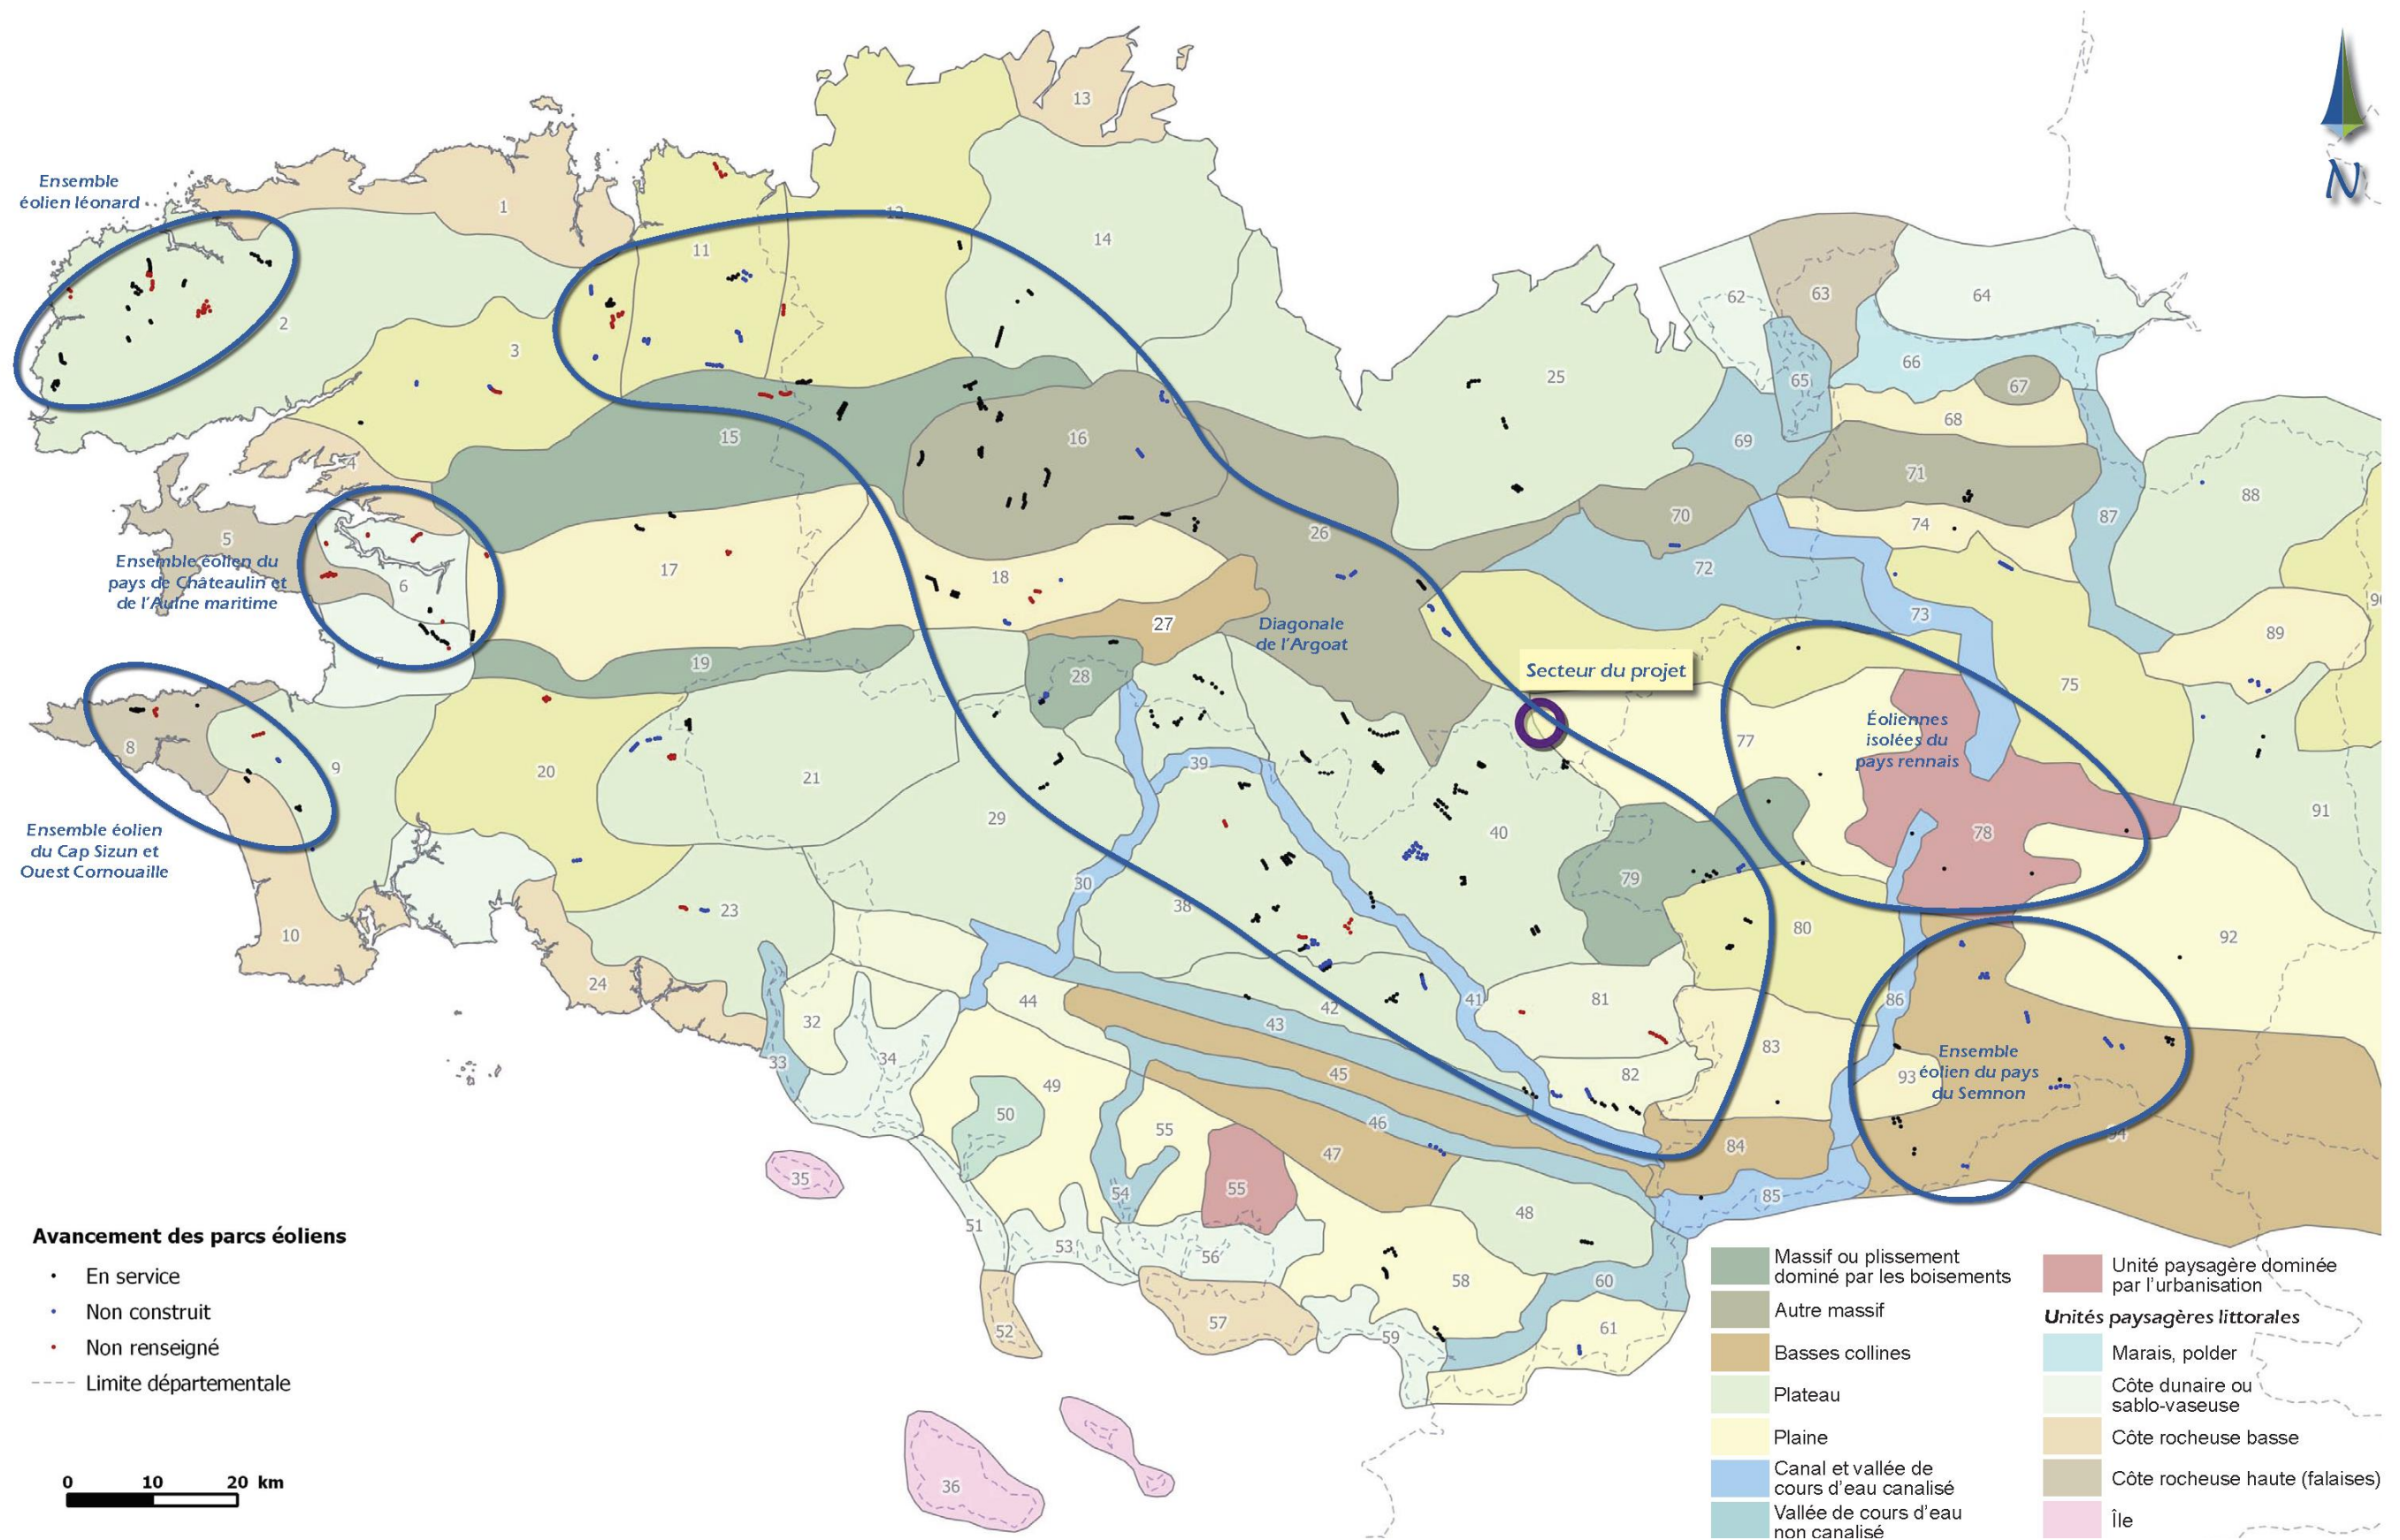 N
Ensemble
éolien léonard
Ensemble éolien du
pays de Châteaulin et
de l'Aulne maritime
Ensemble éolien
du Cap Sizun et
Ouest Cornouaille
Diagonale
de l'Argoat
Secteur du projet
Éoliennes
isolées du
pays rennais
Ensemble
éolien du pays
du Semnon
1
2
3
4
5
6
7
8
9
10
11
12
13
14
15
16
17
18
19
20
21
23
24
25
26
27
28
29
30
32
33
34
35
36
38
39
40
41
42
43
44
45
46
47
48
49
50
51
52
53
54
55
55
56
57
58
59
60
61
62
63
64
65
66
67
68
69
70
71
72
73
74
75
77
78
79
80
81
82
83
84
85
86
87
88
89
90
91
92
93
94
Avancement des parcs éoliens
En service
Non construit
Non renseigné
Limite départementale
0 10 20 km
Massif ou plissement
dominé par les boisements
Autre massif
Basses collines
Plateau
Plaine
Canal et vallée de
cours d'eau canalisé
Vallée de cours d'eau
non canalisé
Unité paysagère dominée
par l'urbanisation
Unités paysagères littorales
Marais, polder
Côte dunaire ou
sablo-vaseuse
Côte rocheuse basse
Côte rocheuse haute (falaises)
Île